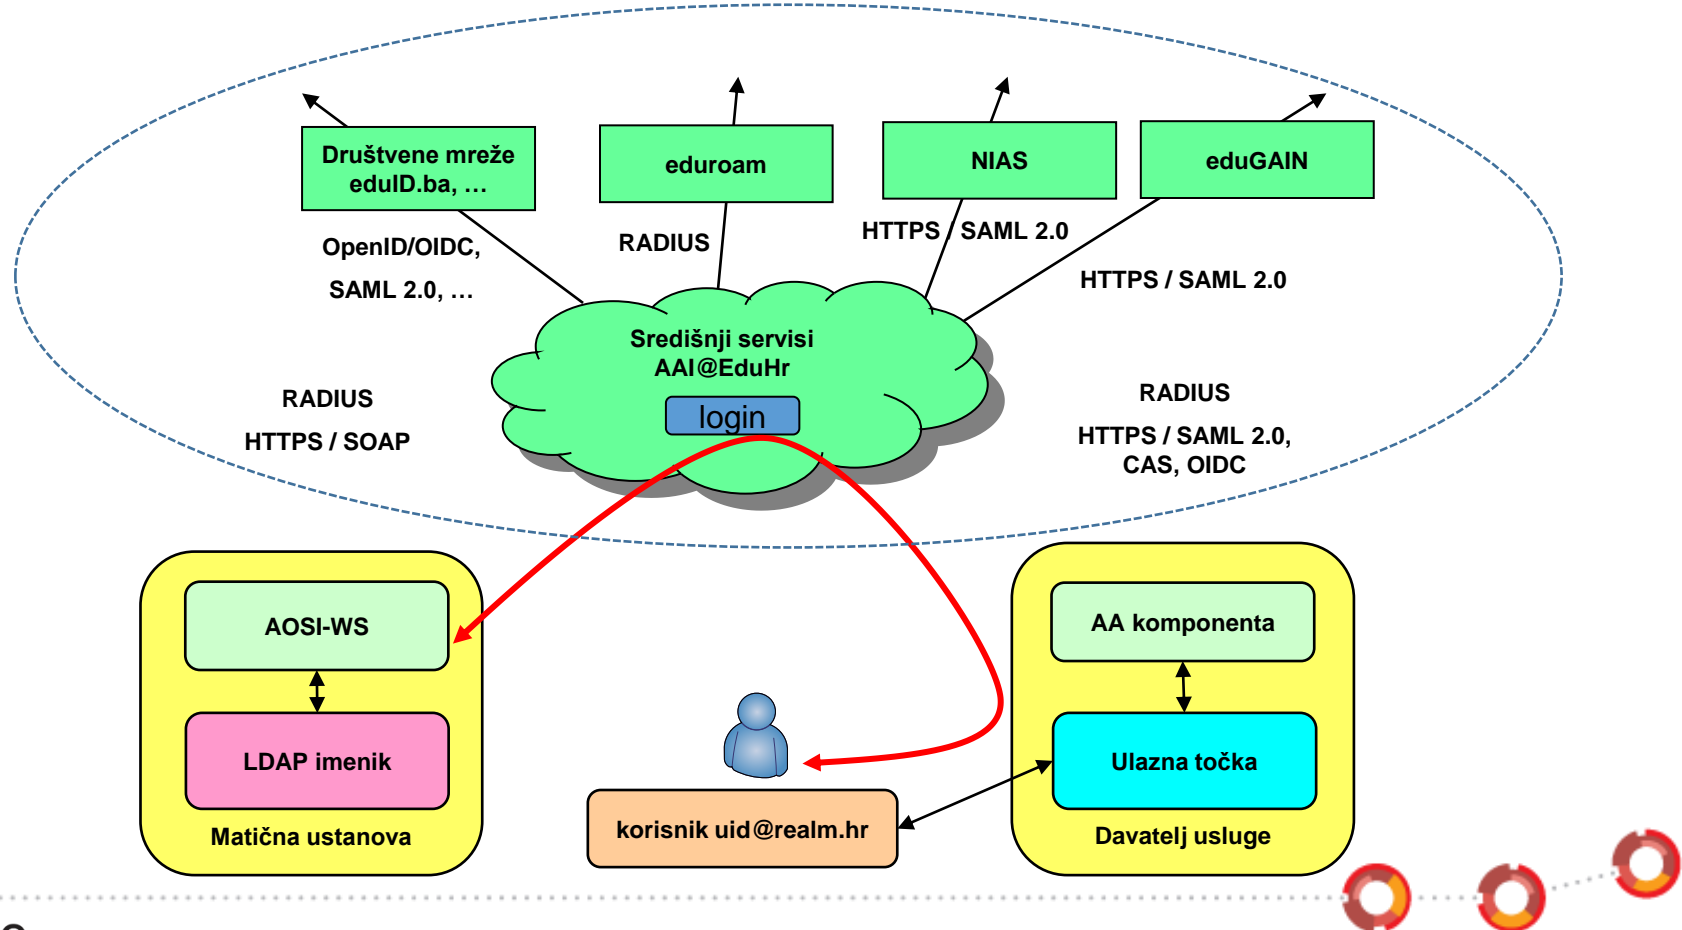 Društvene mreže
eduID.ba, …
eduroam
NIAS
eduGAIN
OpenID/OIDC,
SAML 2.0, …
RADIUS
HTTPS / SAML 2.0
HTTPS / SAML 2.0
Središnji servisi
AAI@EduHr
login
RADIUS
HTTPS / SOAP
RADIUS
HTTPS / SAML 2.0,
CAS, OIDC
AOSI-WS
LDAP imenik
Matična ustanova
korisnik uid@realm.hr
AA komponenta
Ulazna točka
Davatelj usluge